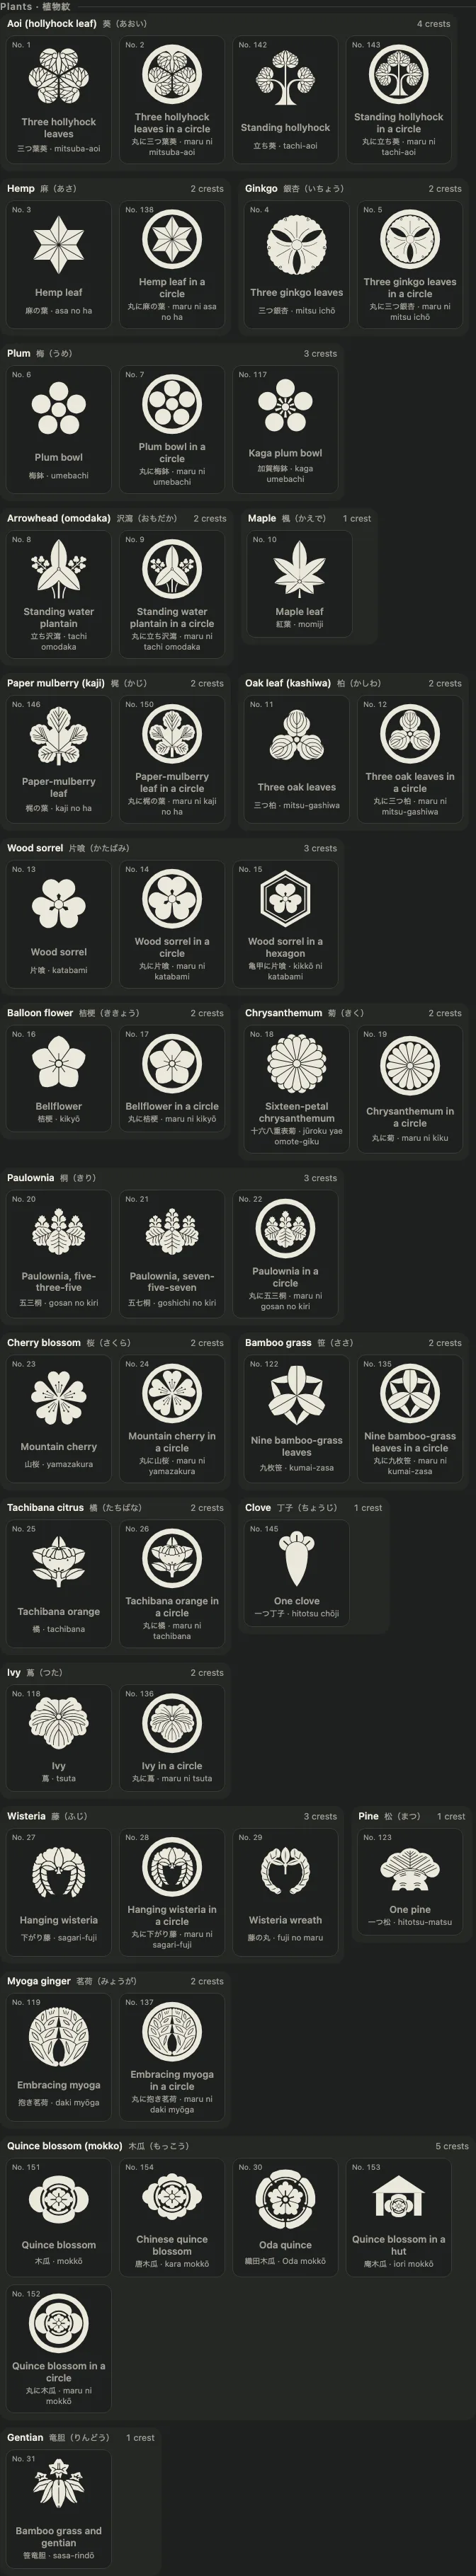 Plants · 植物紋
Aoi (hollyhock leaf) 葵（あおい） 4 crests
No. 1
Three hollyhock
leaves
三つ葉葵 · mitsuba-aoi
No. 2
Three hollyhock
leaves in a circle
丸に三つ葉葵 · maru ni
mitsuba-aoi
No. 142
Standing hollyhock
立ち葵 · tachi-aoi
No. 143
Standing hollyhock
in a circle
丸に立ち葵 · maru ni
tachi-aoi
Hemp 麻（あさ） 2 crests
No. 3
Hemp leaf
麻の葉 · asa no ha
No. 138
Hemp leaf in a
circle
丸に麻の葉 · maru ni asa
no ha
Ginkgo 銀杏（いちょう） 2 crests
No. 4
Three ginkgo leaves
三つ銀杏 · mitsu ichō
No. 5
Three ginkgo leaves
in a circle
丸に三つ銀杏 · maru ni
mitsu ichō
Plum 梅（うめ） 3 crests
No. 6
Plum bowl
梅鉢 · umebachi
No. 7
Plum bowl in a
circle
丸に梅鉢 · maru ni
umebachi
No. 117
Kaga plum bowl
加賀梅鉢 · kaga
umebachi
Arrowhead (omodaka) 沢瀉（おもだか） 2 crests
No. 8
Standing water
plantain
立ち沢瀉 · tachi
omodaka
No. 9
Standing water
plantain in a circle
丸に立ち沢瀉 · maru ni
tachi omodaka
Maple 楓（かえで） 1 crest
No. 10
Maple leaf
紅葉 · momiji
Paper mulberry (kaji) 梶（かじ） 2 crests
No. 146
Paper-mulberry
leaf
梶の葉 · kaji no ha
No. 150
Paper-mulberry
leaf in a circle
丸に梶の葉 · maru ni kaji
no ha
Oak leaf (kashiwa) 柏（かしわ） 2 crests
No. 11
Three oak leaves
三つ柏 · mitsu-gashiwa
No. 12
Three oak leaves in
a circle
丸に三つ柏 · maru ni
mitsu-gashiwa
Wood sorrel 片喰（かたばみ） 3 crests
No. 13
Wood sorrel
片喰 · katabami
No. 14
Wood sorrel in a
circle
丸に片喰 · maru ni
katabami
No. 15
Wood sorrel in a
hexagon
亀甲に片喰 · kikkō ni
katabami
Balloon flower 桔梗（ききょう） 2 crests
No. 16
Bellflower
桔梗 · kikyō
No. 17
Bellflower in a circle
丸に桔梗 · maru ni kikyō
Chrysanthemum 菊（きく） 2 crests
No. 18
Sixteen-petal
chrysanthemum
十六八重表菊 · jūroku yae
omote-giku
No. 19
Chrysanthemum in
a circle
丸に菊 · maru ni kiku
Paulownia 桐（きり） 3 crests
No. 20
Paulownia, five-
three-five
五三桐 · gosan no kiri
No. 21
Paulownia, seven-
five-seven
五七桐 · goshichi no kiri
No. 22
Paulownia in a
circle
丸に五三桐 · maru ni
gosan no kiri
Cherry blossom 桜（さくら） 2 crests
No. 23
Mountain cherry
山桜 · yamazakura
No. 24
Mountain cherry in
a circle
丸に山桜 · maru ni
yamazakura
Bamboo grass 笹（ささ） 2 crests
No. 122
Nine bamboo-grass
leaves
九枚笹 · kumai-zasa
No. 135
Nine bamboo-grass
leaves in a circle
丸に九枚笹 · maru ni
kumai-zasa
Tachibana citrus 橘（たちばな） 2 crests
No. 25
Tachibana orange
橘 · tachibana
No. 26
Tachibana orange in
a circle
丸に橘 · maru ni
tachibana
Clove 丁子（ちょうじ） 1 crest
No. 145
One clove
一つ丁子 · hitotsu chōji
Ivy 蔦（つた） 2 crests
No. 118
Ivy
蔦 · tsuta
No. 136
Ivy in a circle
丸に蔦 · maru ni tsuta
Wisteria 藤（ふじ） 3 crests
No. 27
Hanging wisteria
下がり藤 · sagari-fuji
No. 28
Hanging wisteria in
a circle
丸に下がり藤 · maru ni
sagari-fuji
No. 29
Wisteria wreath
藤の丸 · fuji no maru
Pine 松（まつ） 1 crest
No. 123
One pine
一つ松 · hitotsu-matsu
Myoga ginger 茗荷（みょうが） 2 crests
No. 119
Embracing myoga
抱き茗荷 · daki myōga
No. 137
Embracing myoga
in a circle
丸に抱き茗荷 · maru ni
daki myōga
Quince blossom (mokko) 木瓜（もっこう） 5 crests
No. 151
Quince blossom
木瓜 · mokkō
No. 154
Chinese quince
blossom
唐木瓜 · kara mokkō
No. 30
Oda quince
織田木瓜 · Oda mokkō
No. 153
Quince blossom in a
hut
庵木瓜 · iori mokkō
No. 152
Quince blossom in a
circle
丸に木瓜 · maru ni
mokkō
Gentian 竜胆（りんどう） 1 crest
No. 31
Bamboo grass and
gentian
笹竜胆 · sasa-rindō